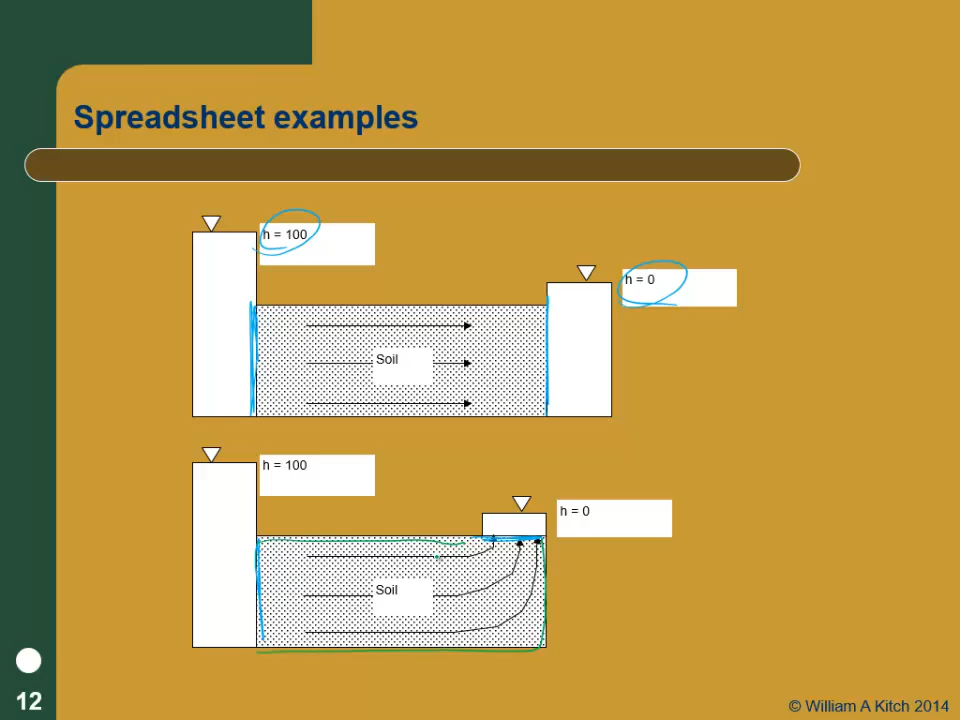 Spreadsheet examples
h = 100
h = 0
Soil
h = 100
h = 0
Soil
12
© William A Kitch 2014